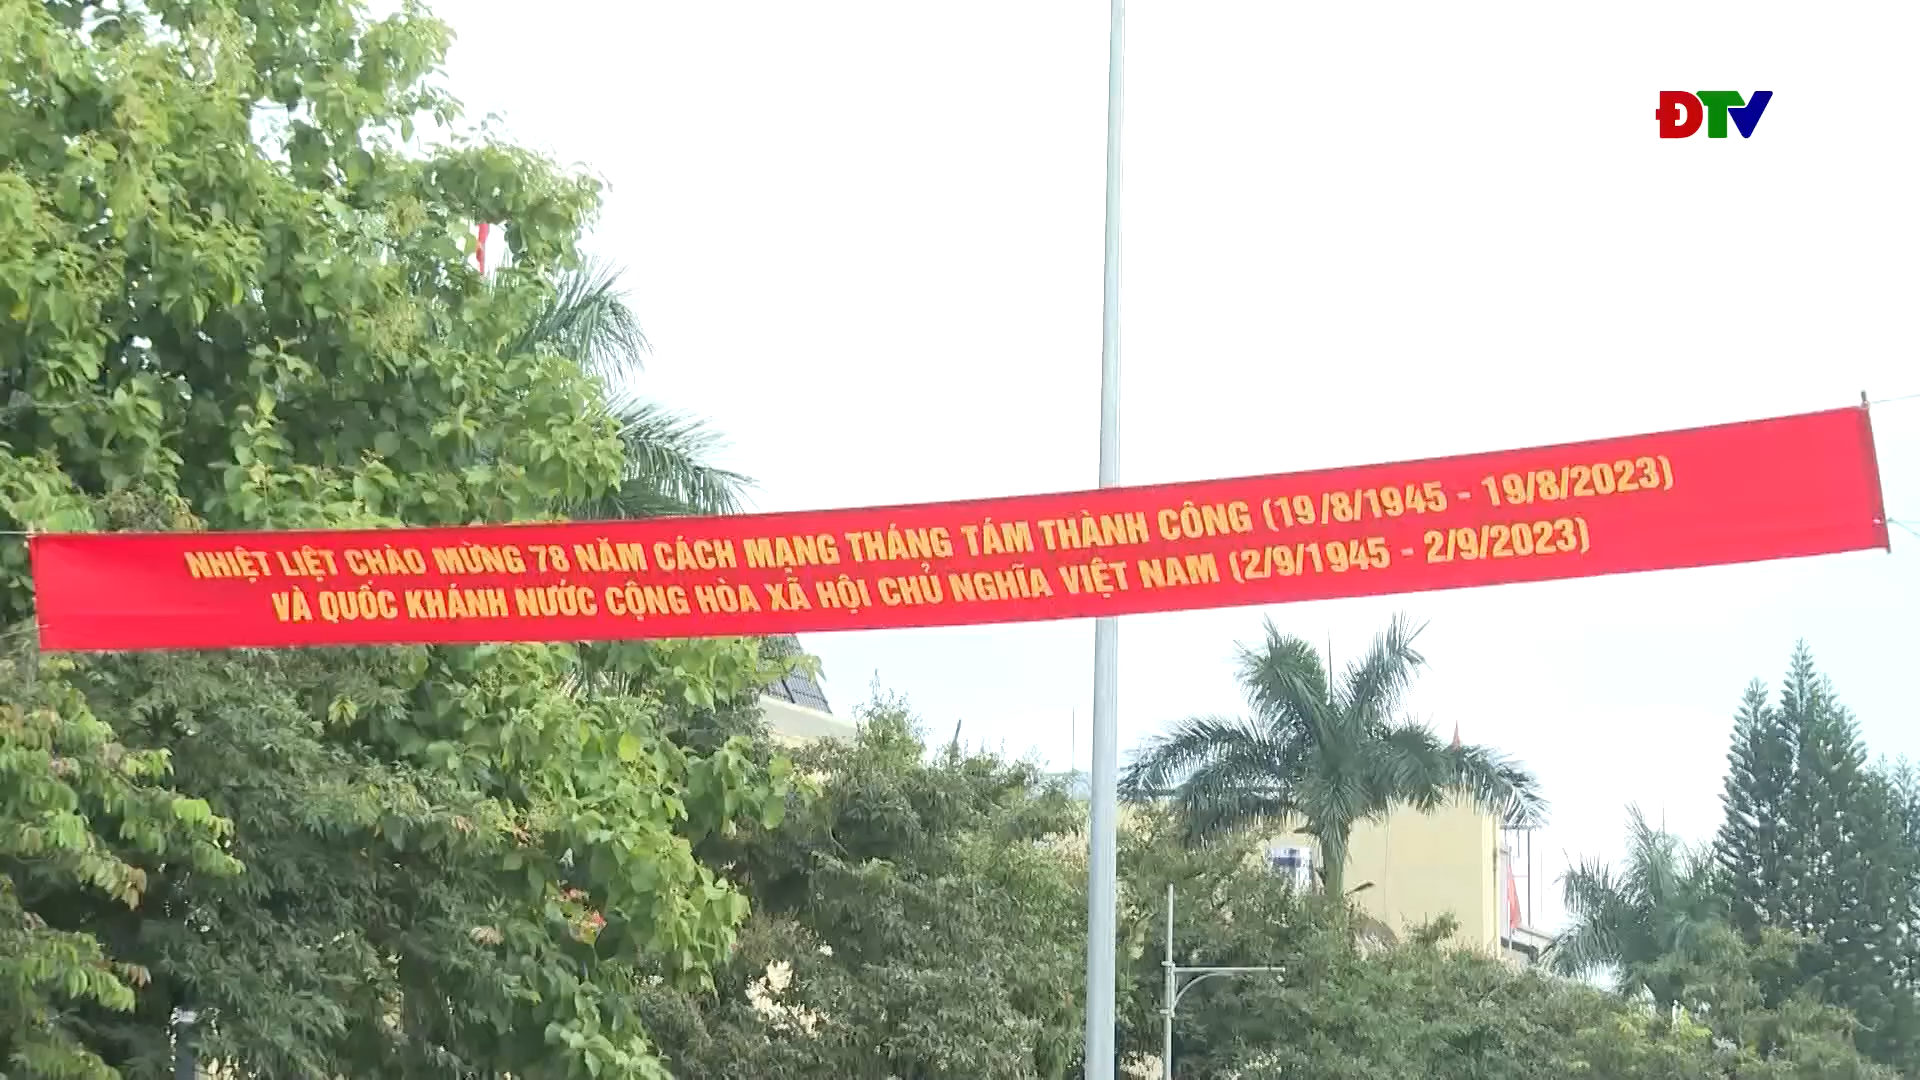 ĐTV
NHIỆT LIỆT CHÀO MỪNG 78 NĂM CÁCH MẠNG THÁNG TÁM THÀNH CÔNG (19/8/1945 - 19/8/2023)
VÀ QUỐC KHÁNH NƯỚC CỘNG HÒA XÃ HỘI CHỦ NGHĨA VIỆT NAM (2/9/1945 - 2/9/2023)